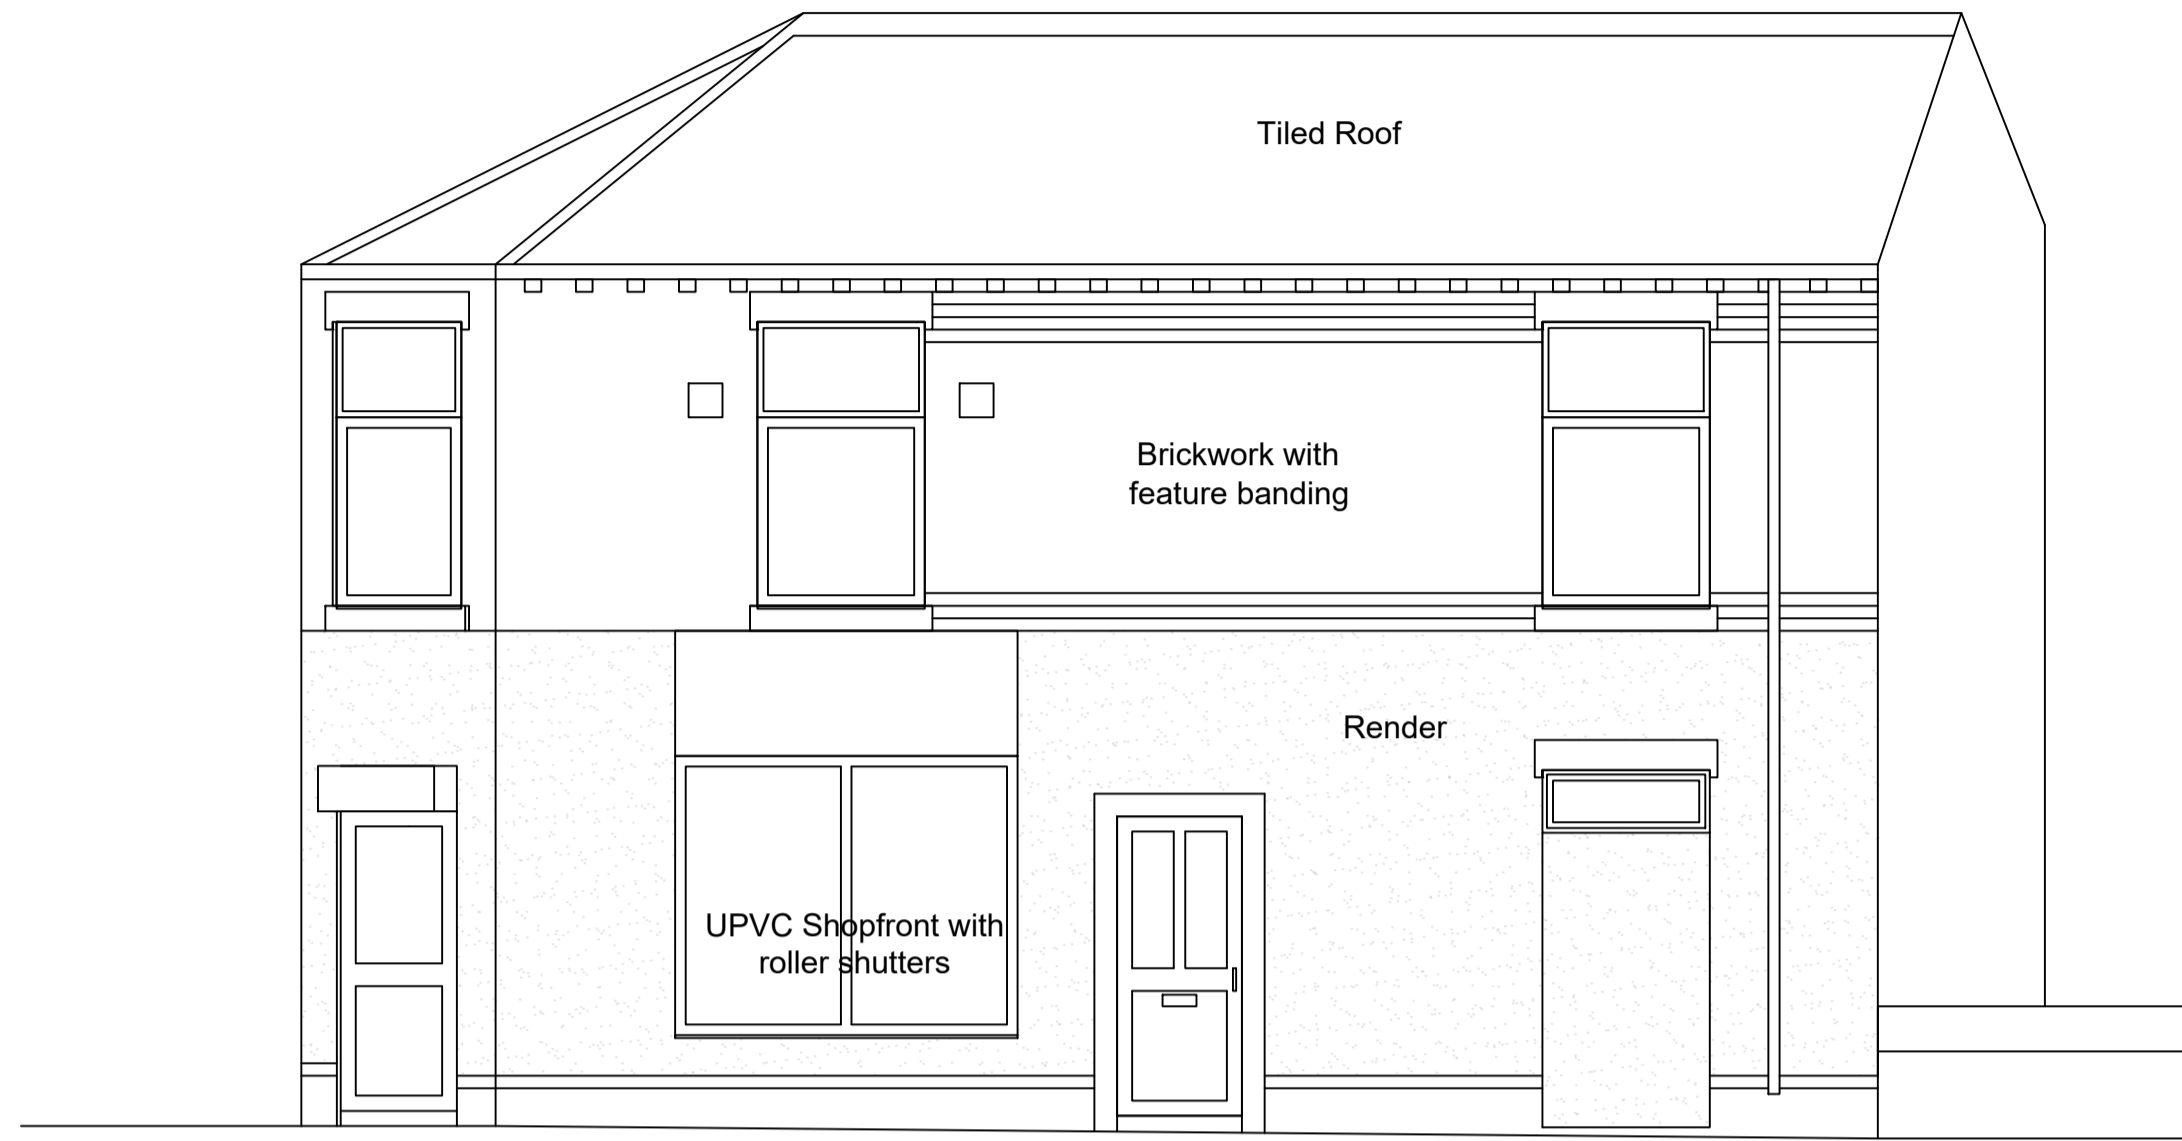 Tiled Roof
Brickwork with
feature banding
Render
UPVC Shopfront with
roller shutters